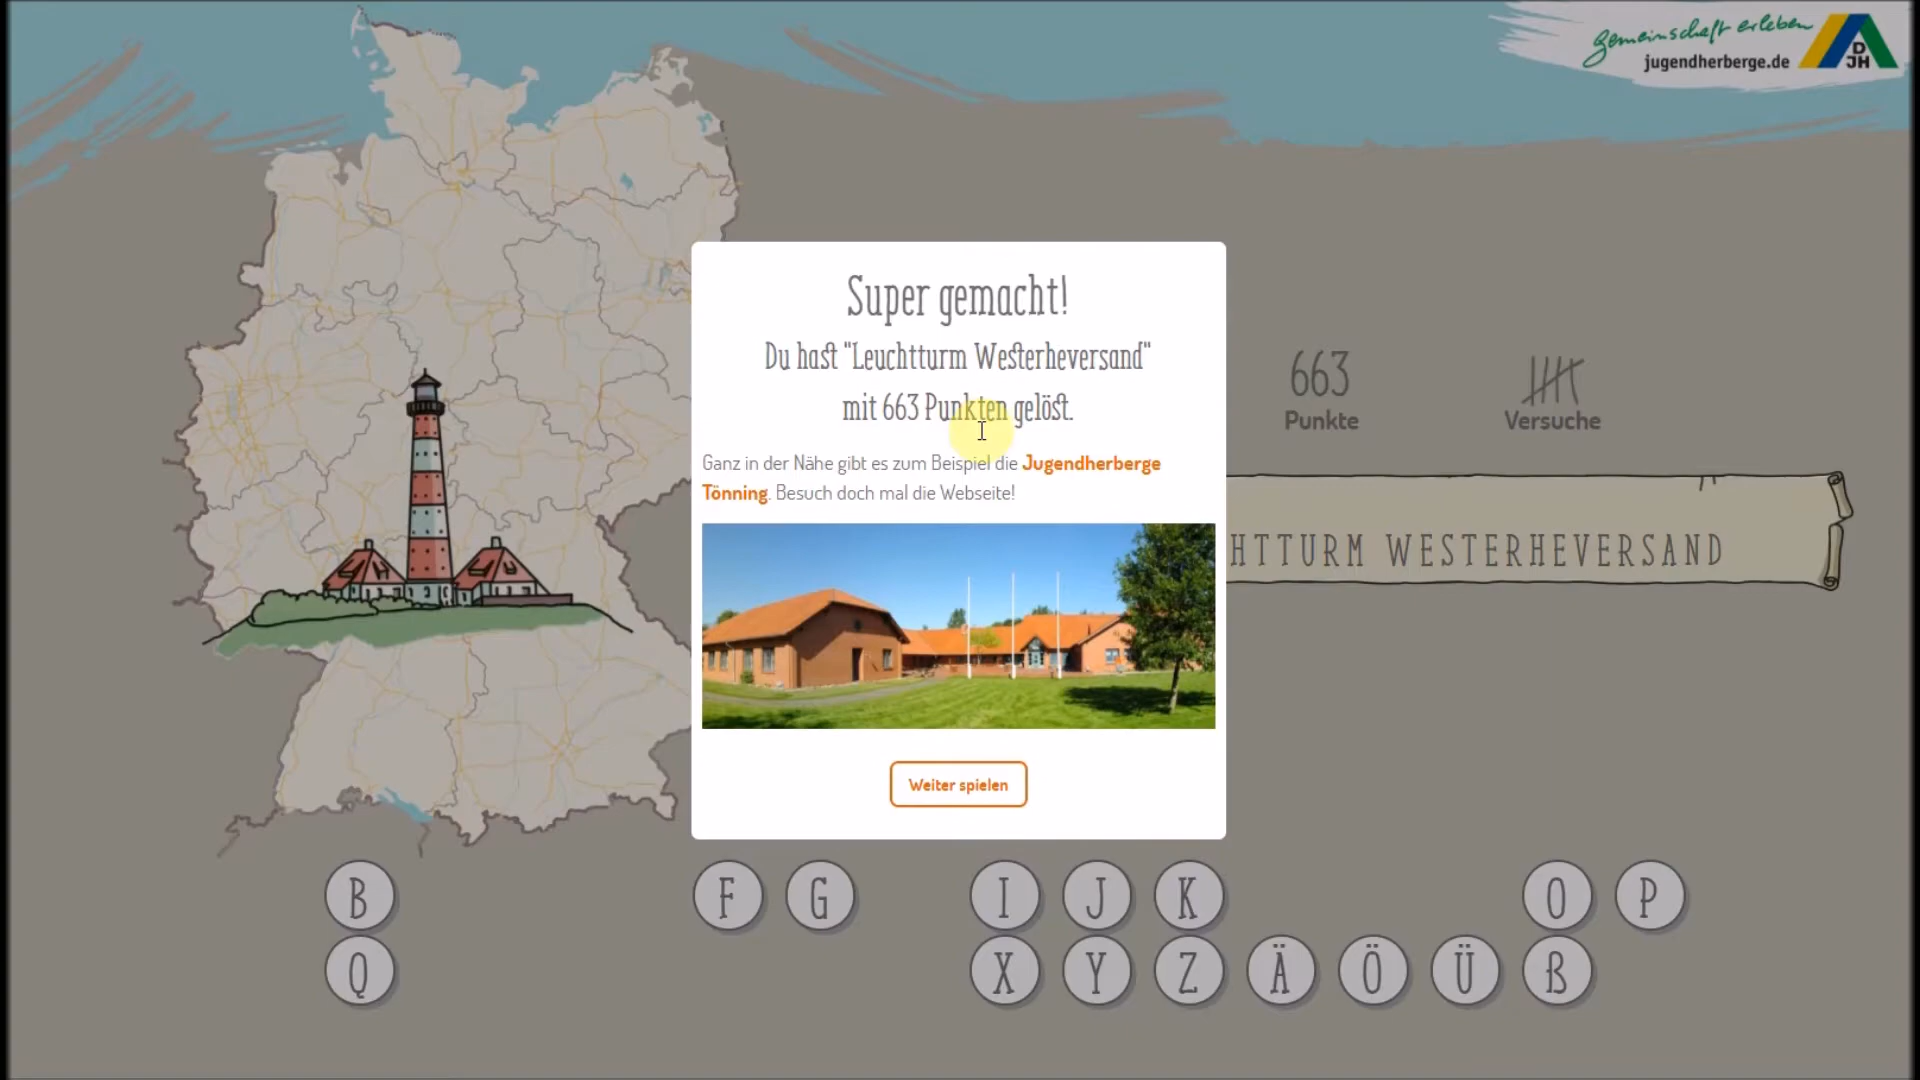 gemeinschaft erleben
jugendherberge.de
DJH
Super gemacht!
Du hast "Leuchtturm Westerheversand"
mit 663 Punkten gelöst.
Ganz in der Nähe gibt es zum Beispiel die Jugendherberge
Tönning. Besuch doch mal die Webseite!
Weiter spielen
663
Punkte
Versuche
HTTURM WESTERHEVERSAND
B F G I J K O P
Q X Y Z Ä Ö Ü ß